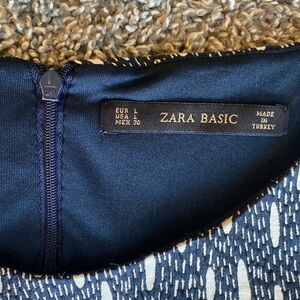 EUR L
USA L
MEX 30
ZARA BASIC
MADE
IN
TURKEY